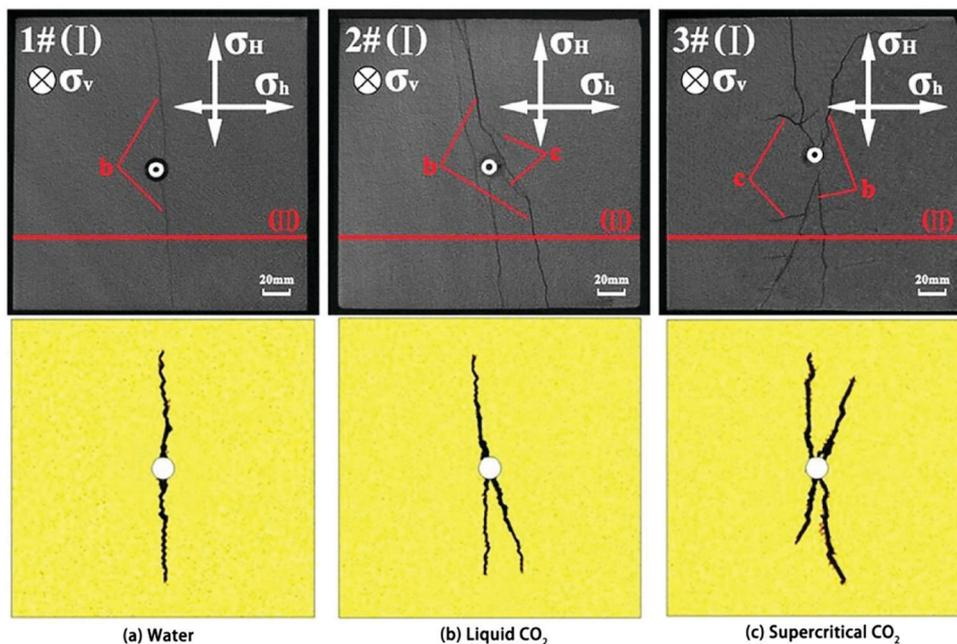 1# (I)
σH
⊗ σv
σh
b
(II)
20mm
2# (I)
σH
⊗ σv
σh
b
c
(II)
20mm
3# (I)
σH
⊗ σv
σh
c
b
(II)
20mm
(a) Water
(b) Liquid CO₂
(c) Supercritical CO₂